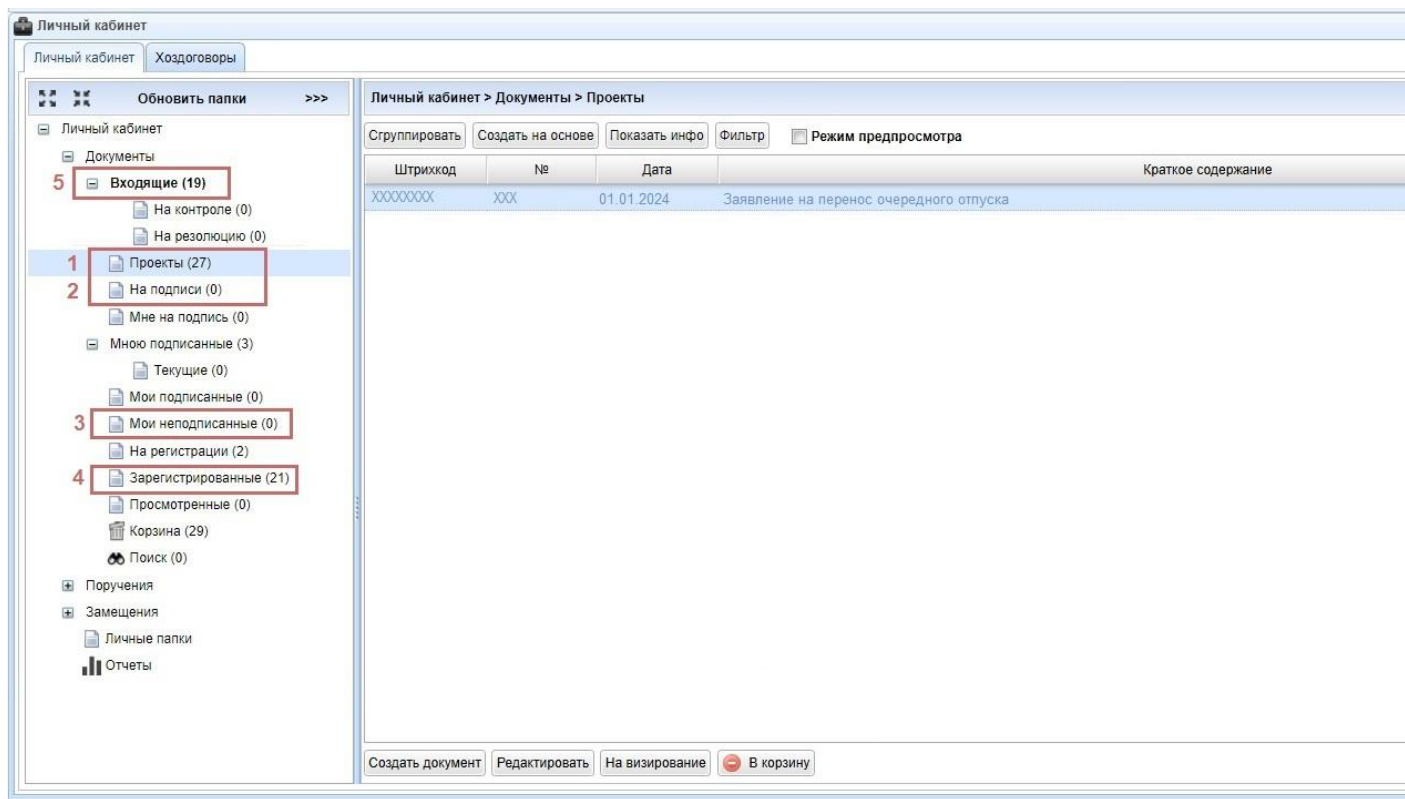 Личный кабинет
Личный кабинет Хоздоговоры
Обновить папки >>>
Личный кабинет
Документы
5 Входящие (19)
На контроле (0)
На резолюцию (0)
1 Проекты (27)
2 На подписи (0)
Мне на подпись (0)
Мною подписанные (3)
Текущие (0)
Мои подписанные (0)
3 Мои неподписанные (0)
На регистрации (2)
4 Зарегистрированные (21)
Просмотренные (0)
Корзина (29)
Поиск (0)
Поручения
Замещения
Личные папки
Отчеты
Личный кабинет > Документы > Проекты
Сгруппировать Создать на основе Показать инфо Фильтр Режим предпросмотра
Штрихкод № Дата Краткое содержание
XXXXXXXX XXX 01.01.2024 Заявление на перенос очередного отпуска
Создать документ Редактировать На визирование В корзину